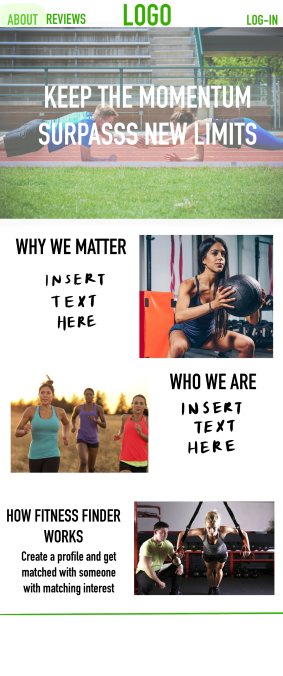 ABOUT REVIEWS LOGO LOG-IN
KEEP THE MOMENTUM
SURPASSS NEW LIMITS
WHY WE MATTER
INSERT
TEXT
HERE
WHO WE ARE
INSERT
TEXT
HERE
HOW FITNESS FINDER
WORKS
Create a profile and get
matched with someone
with matching interest